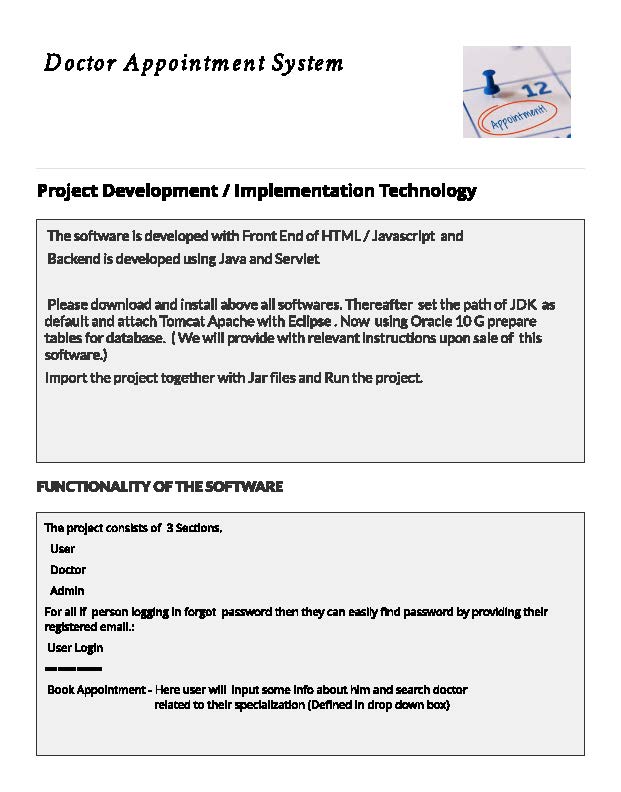 Doctor Appointment System
12
Appointment!
Project Development / Implementation Technology
The software is developed with Front End of HTML / Javascript and
Backend is developed using Java and Servlet
Please download and install above all softwares. Thereafter set the path of JDK as
default and attach Tomcat Apache with Eclipse . Now using Oracle 10 G prepare
tables for database. ( We will provide with relevant instructions upon sale of this
software.)
Import the project together with Jar files and Run the project.
FUNCTIONALITY OF THE SOFTWARE
The project consists of 3 Sections,
User
Doctor
Admin
For all if person logging in forgot password then they can easily find password by providing their
registered email.:
User Login
==========
Book Appointment - Here user will input some info about him and search doctor
related to their specialization (Defined in drop down box)